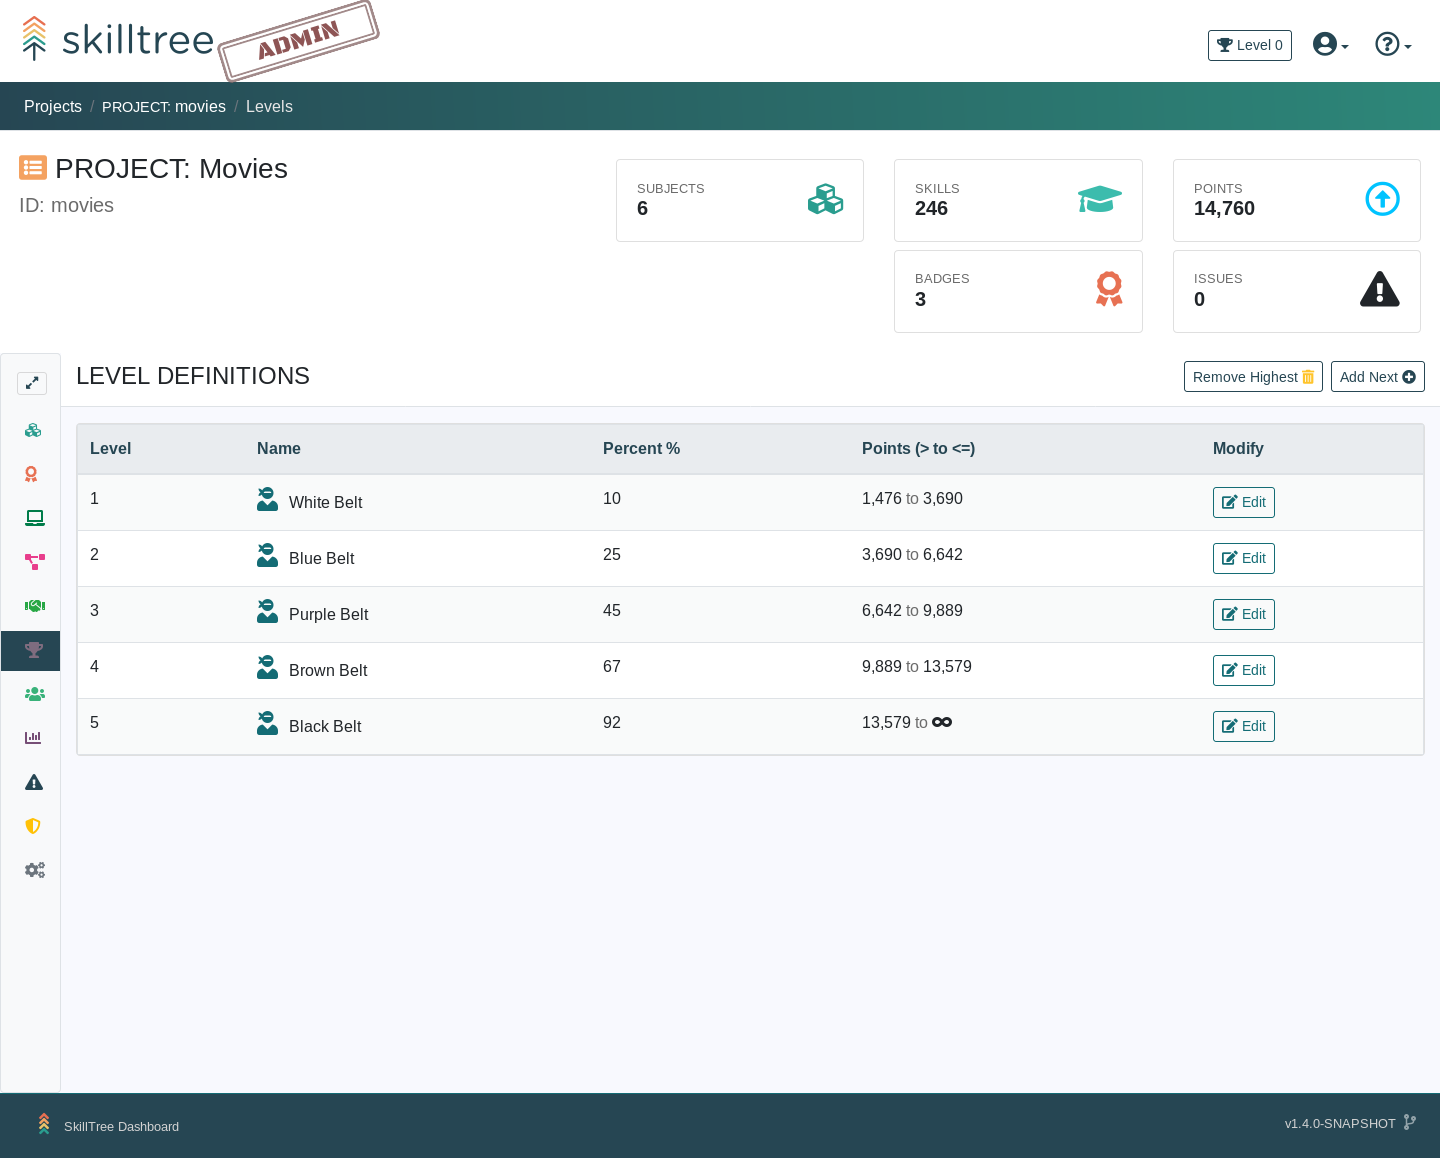 skilltree ADMIN
Level 0
Projects / PROJECT: movies / Levels
PROJECT: Movies
ID: movies
SUBJECTS
6
SKILLS
246
POINTS
14,760
BADGES
3
ISSUES
0
LEVEL DEFINITIONS
Remove Highest
Add Next
Level Name Percent % Points (> to <=) Modify
1 White Belt 10 1,476 to 3,690 Edit
2 Blue Belt 25 3,690 to 6,642 Edit
3 Purple Belt 45 6,642 to 9,889 Edit
4 Brown Belt 67 9,889 to 13,579 Edit
5 Black Belt 92 13,579 to ∞ Edit
SkillTree Dashboard
v1.4.0-SNAPSHOT